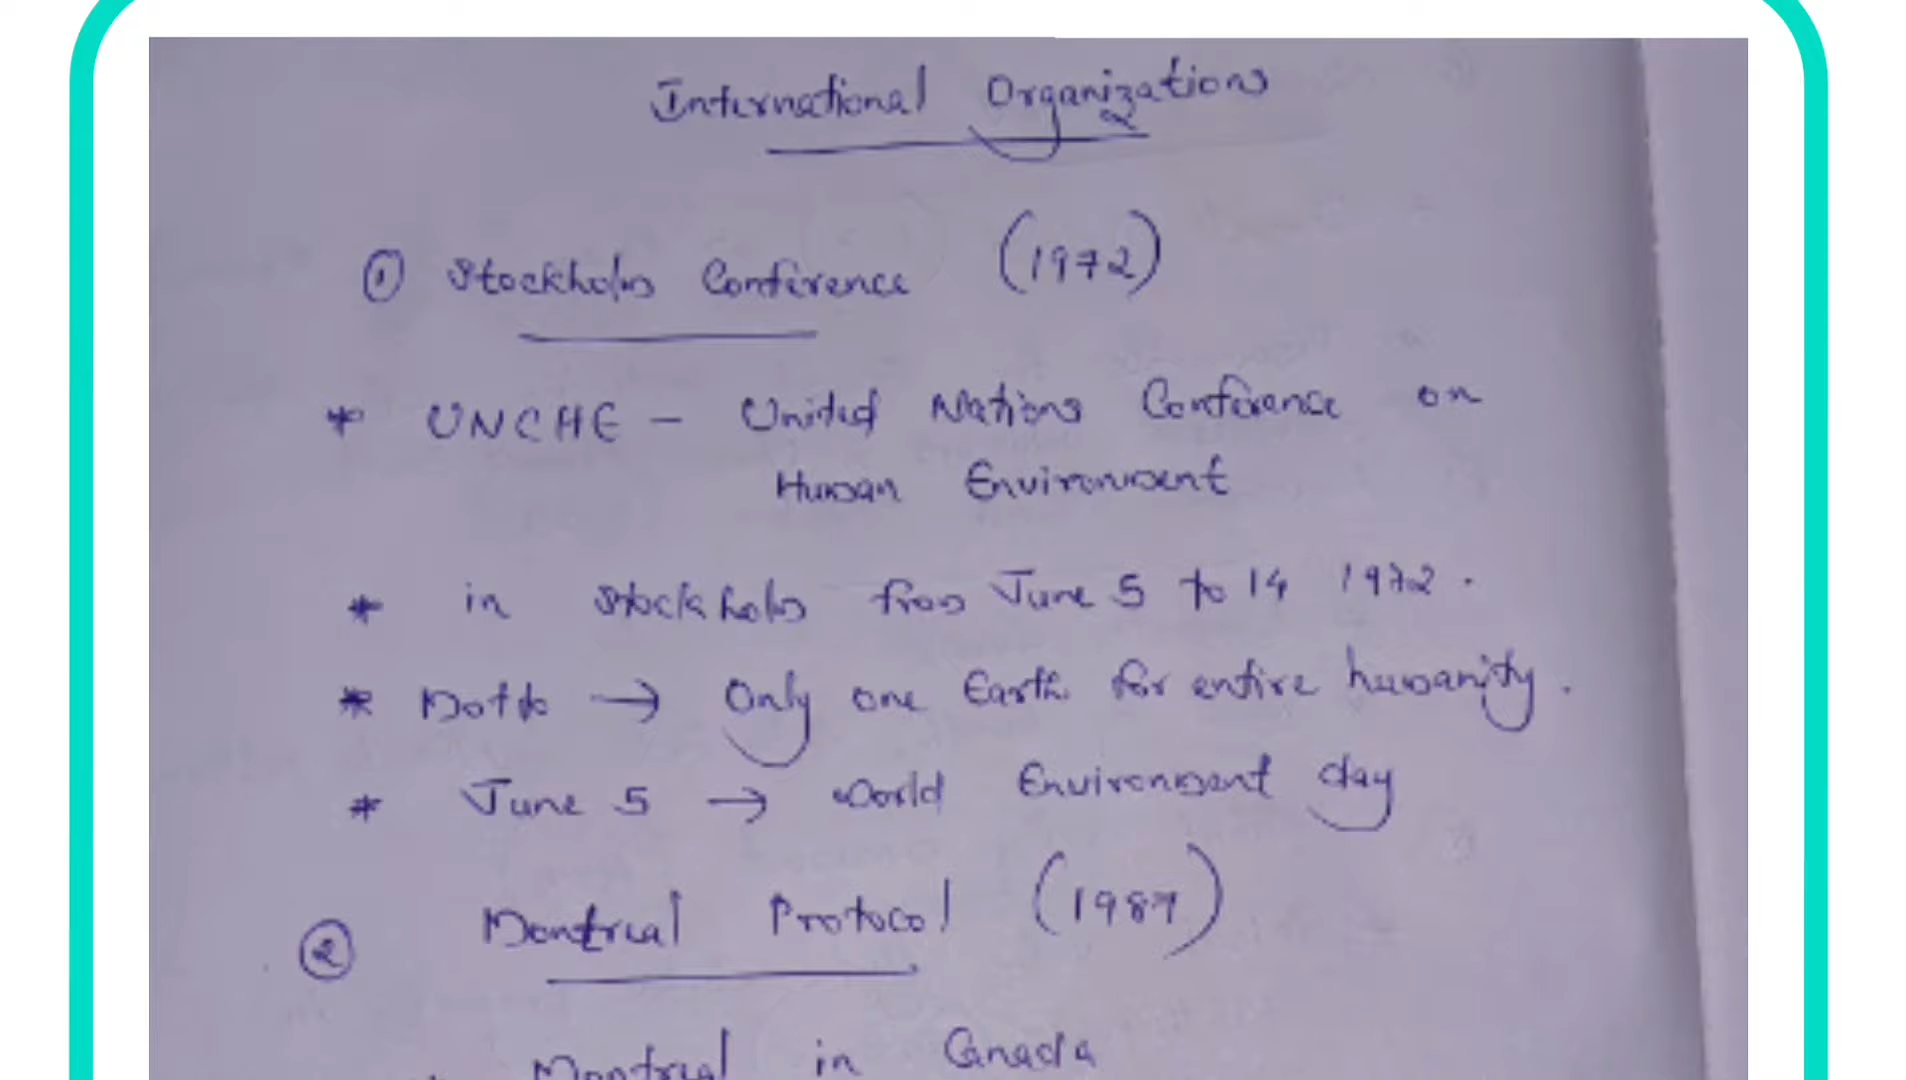 International Organizations
① Stockholm Conference (1972)
* UNCHE - United Nations Conference on
Human Environment
* in Stockholm from June 5 to 14 1972.
* Motto → Only one Earth for entire humanity.
* June 5 → World Environment day
② Montreal Protocol (1987)
Montreal in Canada